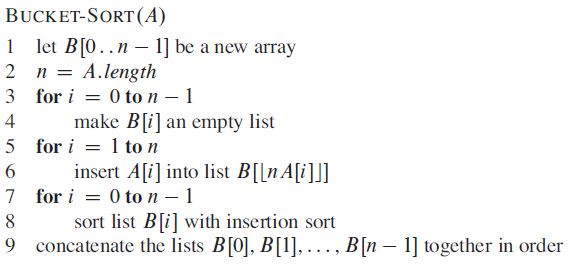 BUCKET-SORT(A)
1 let B[0..n − 1] be a new array
2 n = A.length
3 for i = 0 to n − 1
4 make B[i] an empty list
5 for i = 1 to n
6 insert A[i] into list B[⌊nA[i]⌋]
7 for i = 0 to n − 1
8 sort list B[i] with insertion sort
9 concatenate the lists B[0], B[1], . . . , B[n − 1] together in order